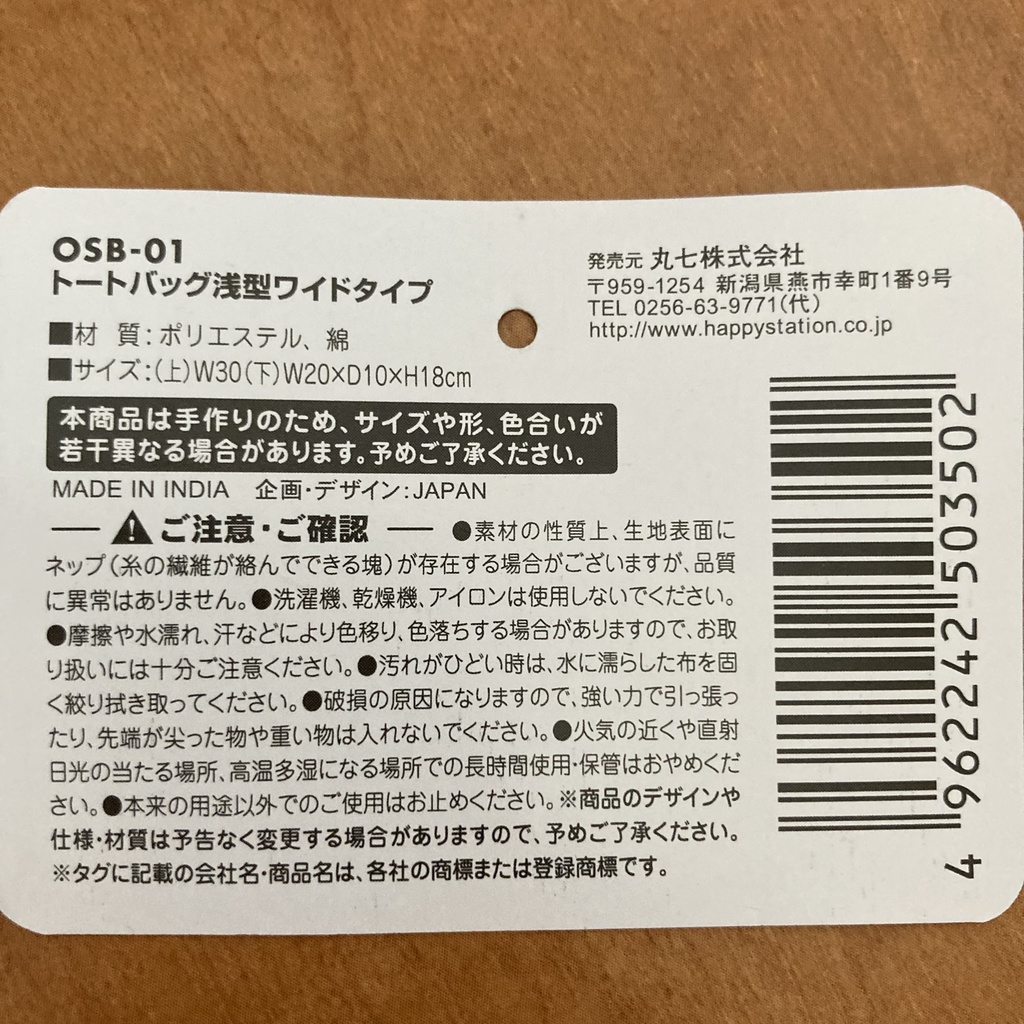 OSB-01
トートバッグ浅型ワイドタイプ
■材 質:ポリエステル、綿
■サイズ:(上)W30(下)W20×D10×H18cm
発売元 丸七株式会社
〒959-1254 新潟県燕市幸町1番9号
TEL 0256-63-9771(代)
http://www.happystation.co.jp
本商品は手作りのため、サイズや形、色合いが
若干異なる場合があります。予めご了承ください。
MADE IN INDIA 企画・デザイン:JAPAN
ご注意・ご確認 ●素材の性質上、生地表面に
ネップ(糸の繊維が絡んでできる塊)が存在する場合がございますが、品質
に異常はありません。●洗濯機、乾燥機、アイロンは使用しないでください。
●摩擦や水濡れ、汗などにより色移り、色落ちする場合がありますので、お取
り扱いには十分ご注意ください。●汚れがひどい時は、水に濡らした布を固
く絞り拭き取ってください。●破損の原因になりますので、強い力で引っ張っ
たり、先端が尖った物や重い物は入れないでください。●火気の近くや直射
日光の当たる場所、高温多湿になる場所での長時間使用・保管はおやめくだ
さい。●本来の用途以外でのご使用はお止めください。※商品のデザインや
仕様・材質は予告なく変更する場合がありますので、予めご了承ください。
※タグに記載の会社名・商品名は、各社の商標または登録商標です。
4 962242 503502